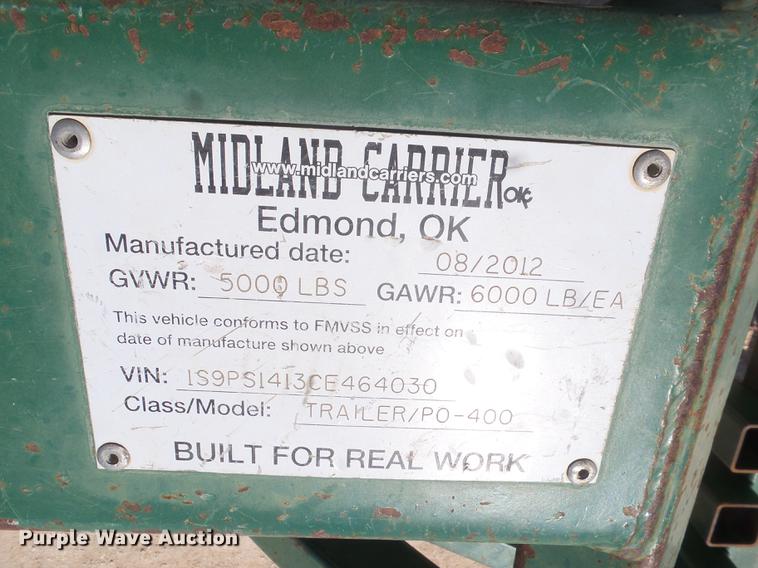 MIDLAND CARRIER OKC
www.midlandcarriers.com
Edmond, OK
Manufactured date: 08/2012
GVWR: 5000 LBS GAWR: 6000 LB/EA
This vehicle conforms to FMVSS in effect on
date of manufacture shown above
VIN: 1S9PS1413CE464030
Class/Model: TRAILER/PO-400
BUILT FOR REAL WORK
Purple Wave Auction